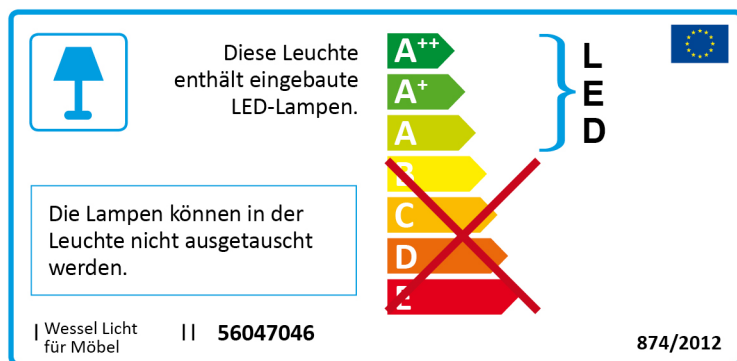 Diese Leuchte
enthält eingebaute
LED-Lampen.
A++
A+
A
B
C
D
E
L
E
D
Die Lampen können in der
Leuchte nicht ausgetauscht
werden.
I Wessel Licht
für Möbel
II 56047046
874/2012